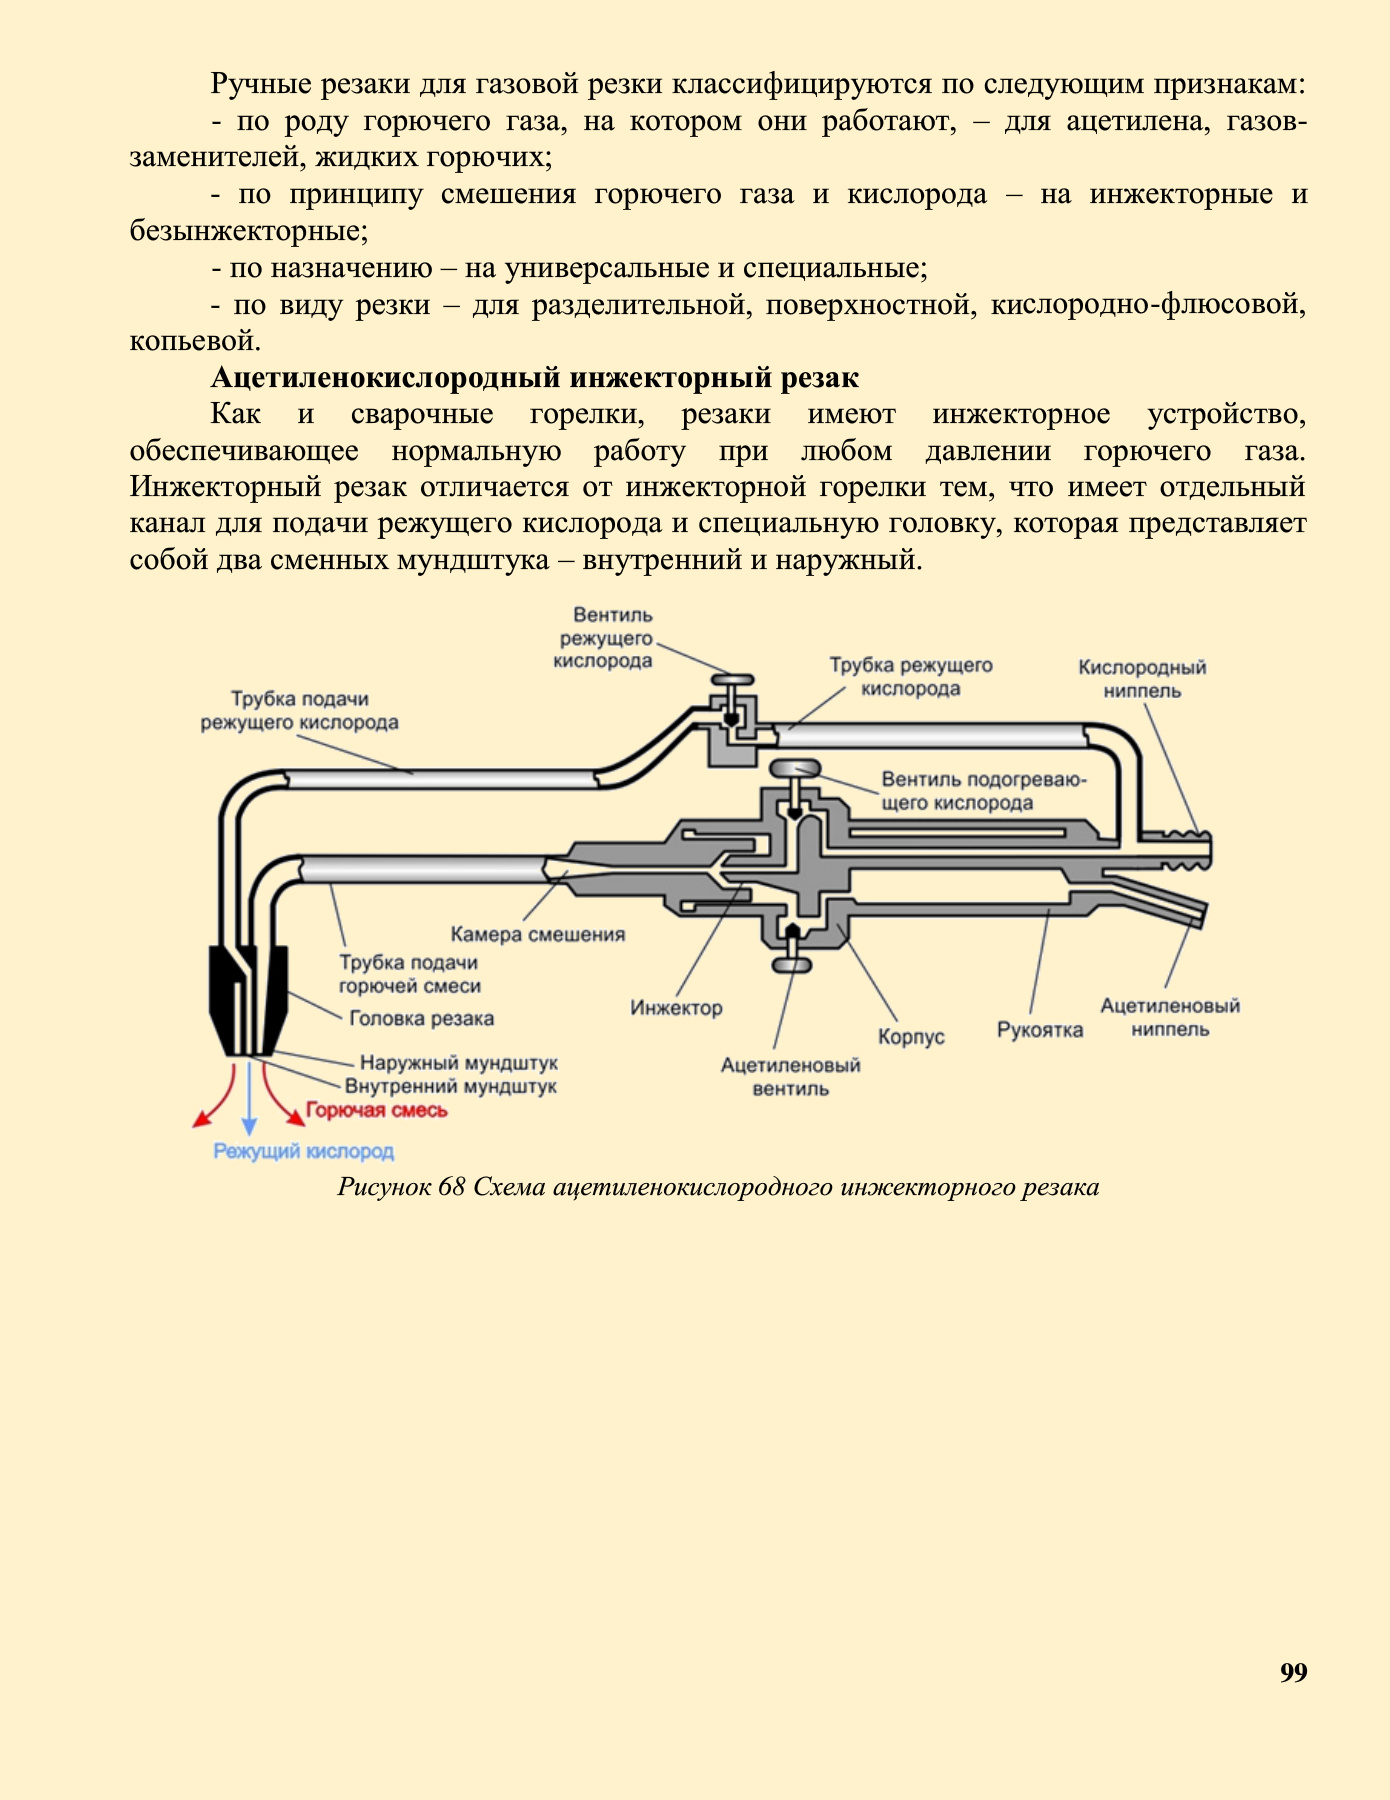 Ручные резаки для газовой резки классифицируются по следующим признакам:
- по роду горючего газа, на котором они работают, – для ацетилена, газов-
заменителей, жидких горючих;
- по принципу смешения горючего газа и кислорода – на инжекторные и
безынжекторные;
- по назначению – на универсальные и специальные;
- по виду резки – для разделительной, поверхностной, кислородно-флюсовой,
копьевой.
Ацетиленокислородный инжекторный резак
Как и сварочные горелки, резаки имеют инжекторное устройство,
обеспечивающее нормальную работу при любом давлении горючего газа.
Инжекторный резак отличается от инжекторной горелки тем, что имеет отдельный
канал для подачи режущего кислорода и специальную головку, которая представляет
собой два сменных мундштука – внутренний и наружный.
Вентиль
режущего
кислорода
Трубка режущего
кислорода
Кислородный
ниппель
Трубка подачи
режущего кислорода
Вентиль подогреваю-
щего кислорода
Камера смешения
Трубка подачи
горючей смеси
Инжектор
Головка резака
Корпус
Рукоятка
Ацетиленовый
ниппель
Наружный мундштук
Внутренний мундштук
Ацетиленовый
вентиль
Горючая смесь
Режущий кислород
Рисунок 68 Схема ацетиленокислородного инжекторного резака
99